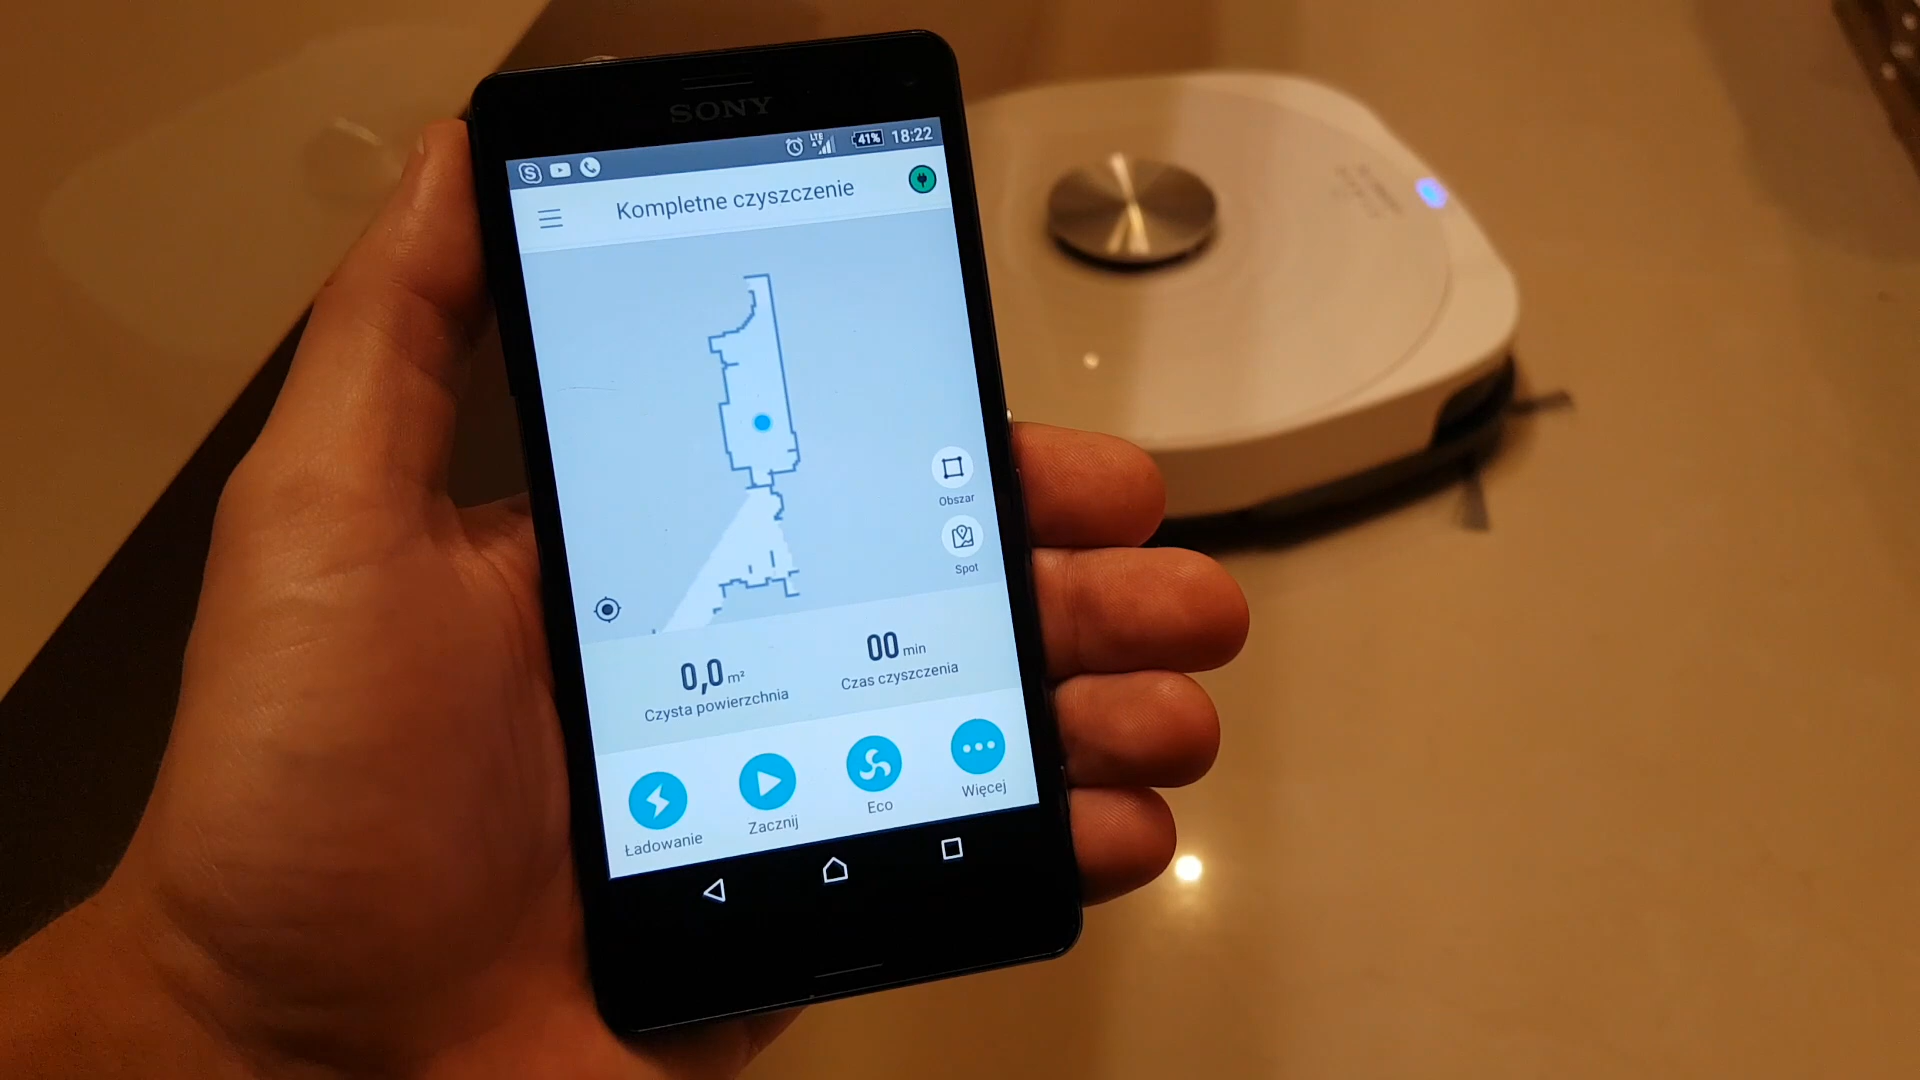 SONY
LTE 41% 18:22
Kompletne czyszczenie
Obszar
Spot
0,0 m²
Czysta powierzchnia
00 min
Czas czyszczenia
Ładowanie
Zacznij
Eco
Więcej